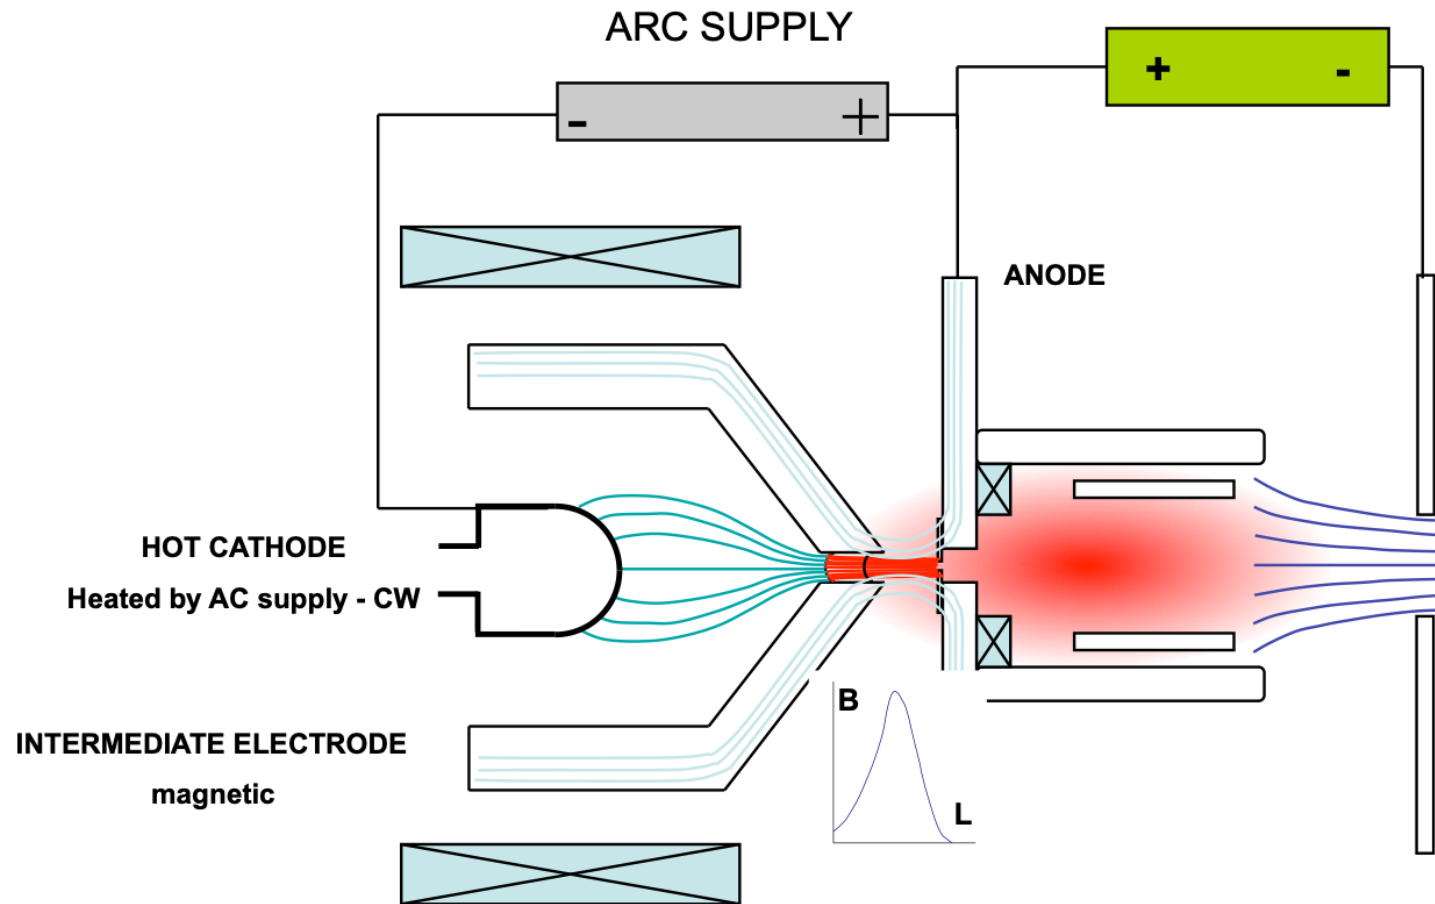 ARC SUPPLY
+ -
- +
ANODE
HOT CATHODE
Heated by AC supply - CW
INTERMEDIATE ELECTRODE
magnetic
B
L